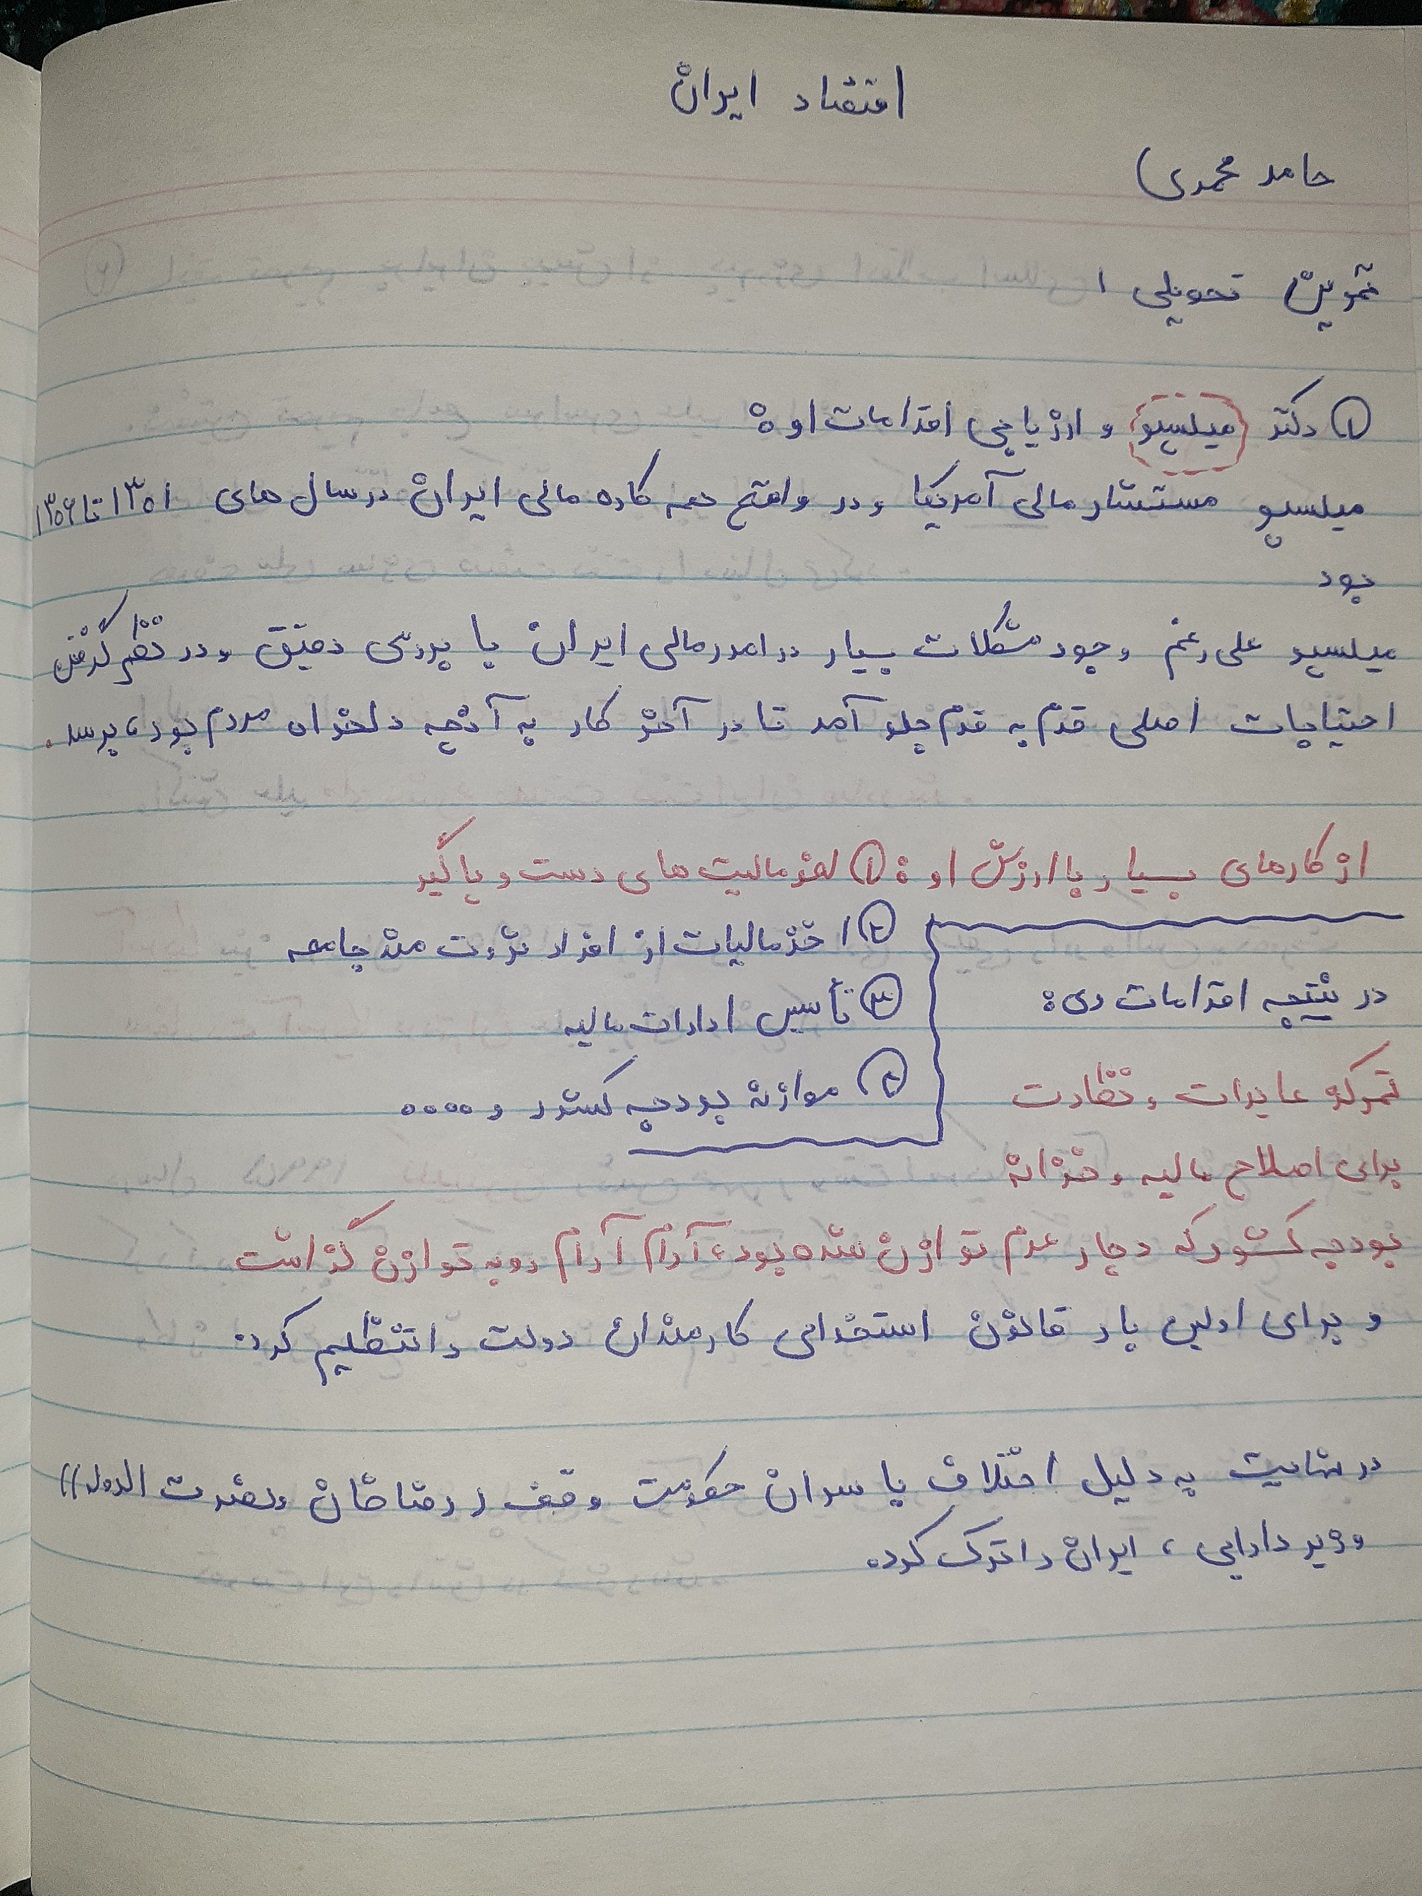 اقتصاد ایران
حامد محمدی
تمرین تحویلی ۱
① دکتر میلسپو و ارزیابی اقدامات او :
میلسپو مستشار مالی آمریکا و در واقع همه کاره مالی ایران در سال های ۱۳۰۱ تا ۱۳۰۶
بود
میلسپو علی رغم وجود مشکلات بسیار در امور مالی ایران با بررسی دقیق و در نظر گرفتن
احتیاجات اصلی قدم به قدم جلو آمد تا در آخر کار به آنچه دلخواه مردم بود، برسد.
از کارهای بسیار با ارزش او : ① لغو مالیت های دست و پا گیر
② اخذ مالیات از افراد ثروت مند جامعه
③ تأسیس ادارات مالیه
④ موازنه بودجه کشور و ....
در نتیجه اقدامات وی :
تمرکز عایدات و نظارت
برای اصلاح مالیه و خزانه
بودجه کشور که دچار عدم توازن شده بود، آرام آرام رو به توازن گذاشت
و برای اولین بار قانون استخدامی کارمندان دولت را تنظیم کرد.
در نهایت به دلیل اختلاف با سران حکومت وقت (( رضاخان و نصرت الدوله))
وزیر دارایی ، ایران را ترک کرد.